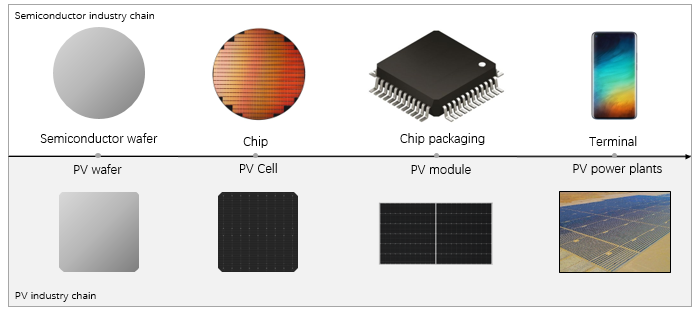 Semiconductor industry chain
Semiconductor wafer
Chip
Chip packaging
Terminal
PV wafer
PV Cell
PV module
PV power plants
PV industry chain